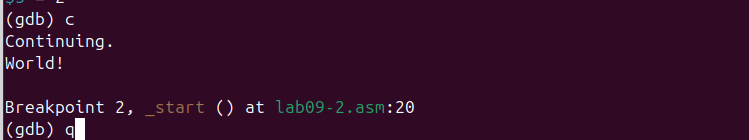 (gdb) c
Continuing.
World!
Breakpoint 2, _start () at lab09-2.asm:20
(gdb) q